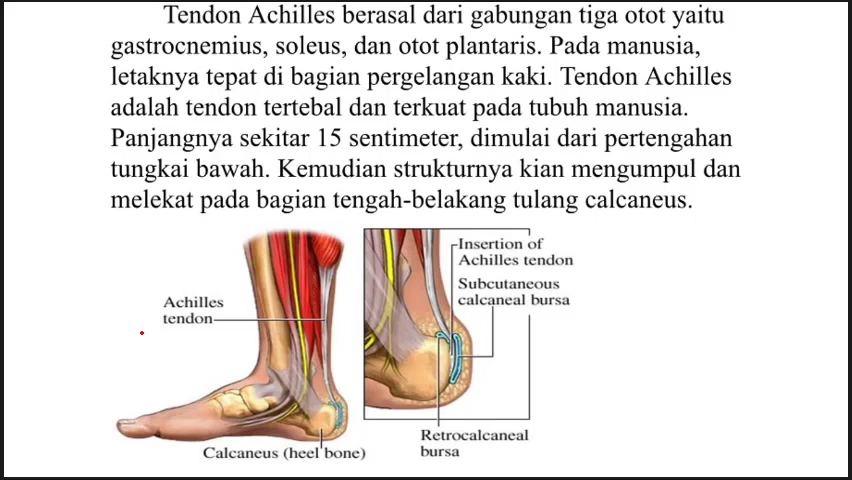 Tendon Achilles berasal dari gabungan tiga otot yaitu
gastrocnemius, soleus, dan otot plantaris. Pada manusia,
letaknya tepat di bagian pergelangan kaki. Tendon Achilles
adalah tendon tertebal dan terkuat pada tubuh manusia.
Panjangnya sekitar 15 sentimeter, dimulai dari pertengahan
tungkai bawah. Kemudian strukturnya kian mengumpul dan
melekat pada bagian tengah-belakang tulang calcaneus.
Achilles
tendon
Calcaneus (heel bone)
Insertion of
Achilles tendon
Subcutaneous
calcaneal bursa
Retrocalcaneal
bursa